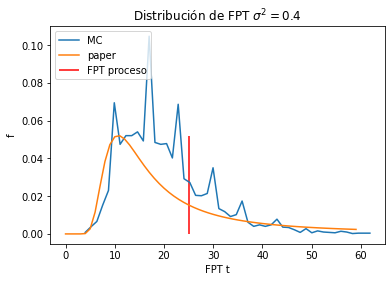 Distribución de FPT σ² = 0.4
MC
paper
FPT proceso
f
0.10
0.08
0.06
0.04
0.02
0.00
0 10 20 30 40 50 60
FPT t